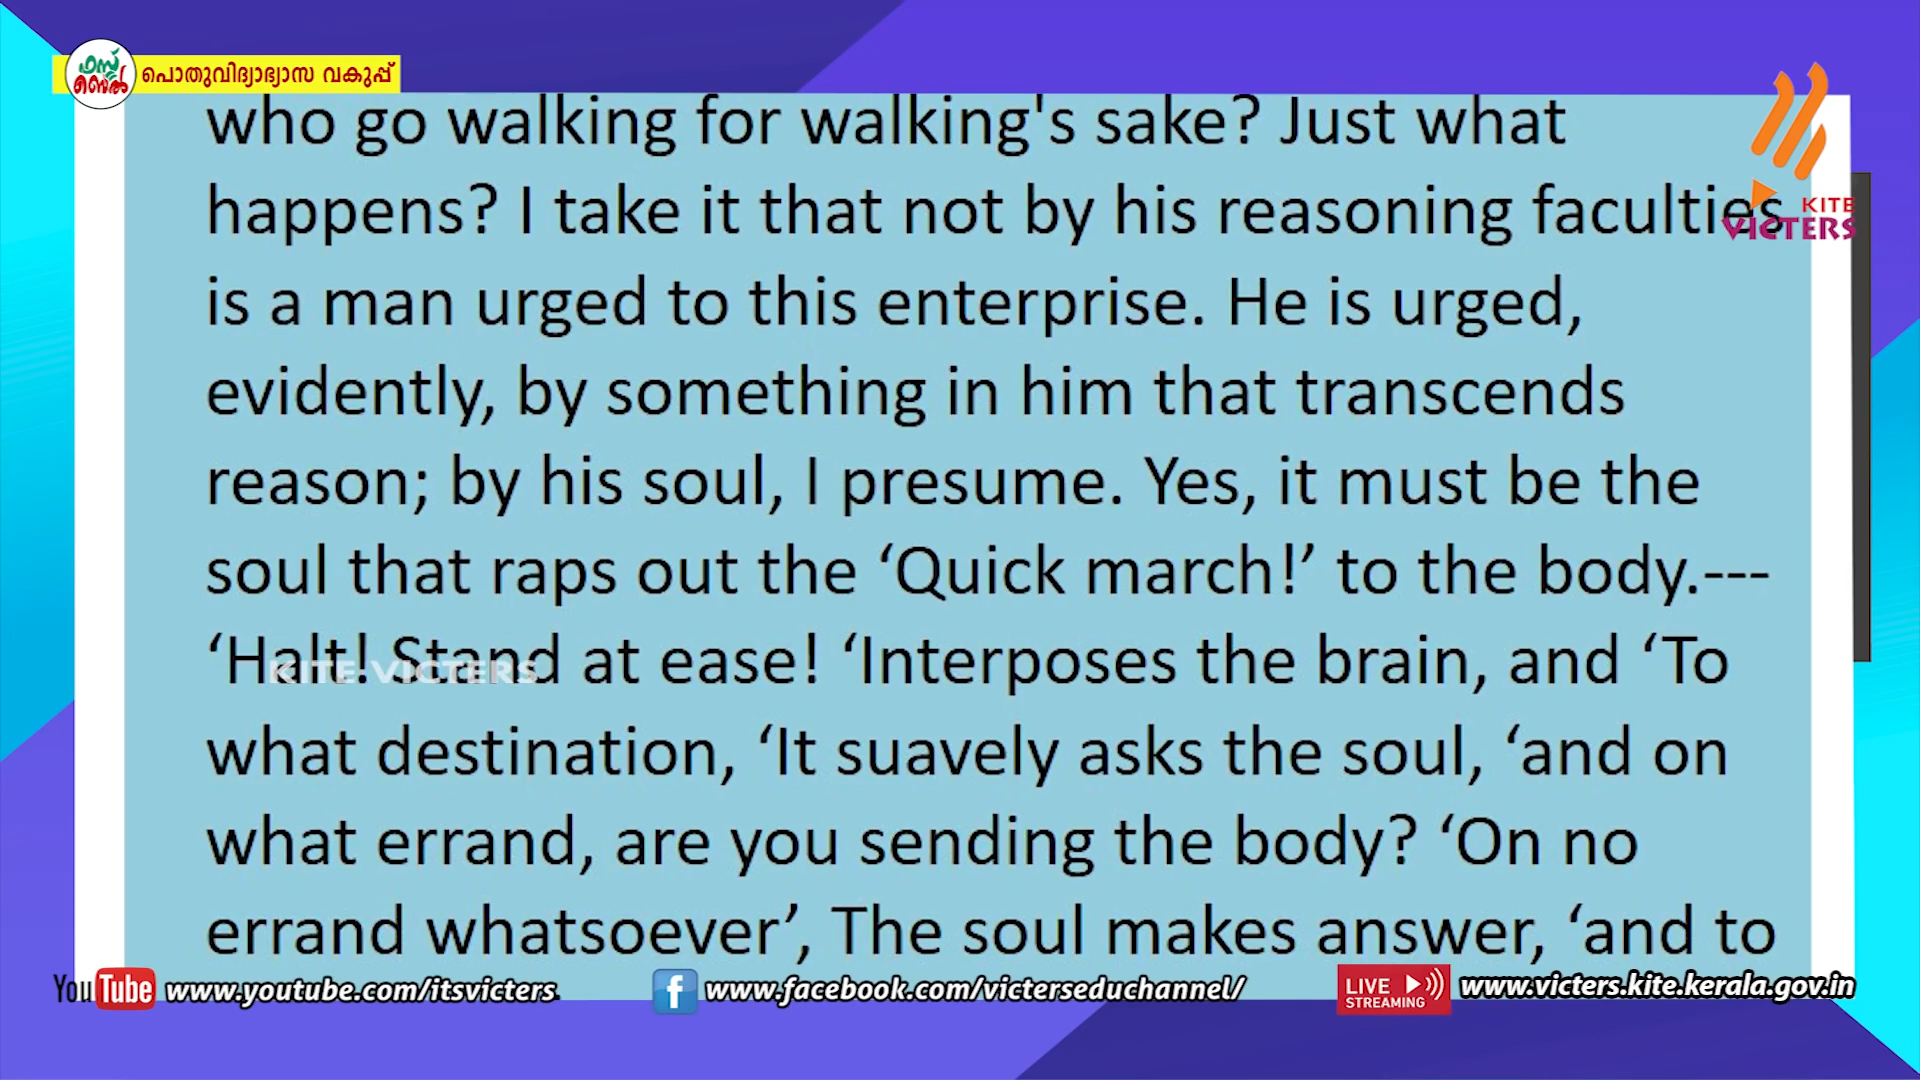 ഫസ്റ്റ്
ബെൽ
പൊതുവിദ്യാഭ്യാസ വകുപ്പ്
who go walking for walking's sake? Just what
happens? I take it that not by his reasoning faculties
KITE
VICTERS
is a man urged to this enterprise. He is urged,
evidently, by something in him that transcends
reason; by his soul, I presume. Yes, it must be the
soul that raps out the ‘Quick march!’ to the body.---
‘Halt! Stand at ease! ‘Interposes the brain, and ‘To
KITE VICTERS
what destination, ‘It suavely asks the soul, ‘and on
what errand, are you sending the body? ‘On no
errand whatsoever’, The soul makes answer, ‘and to
YouTube www.youtube.com/itsvicters
f www.facebook.com/victerseduchannel/
LIVE STREAMING www.victers.kite.kerala.gov.in